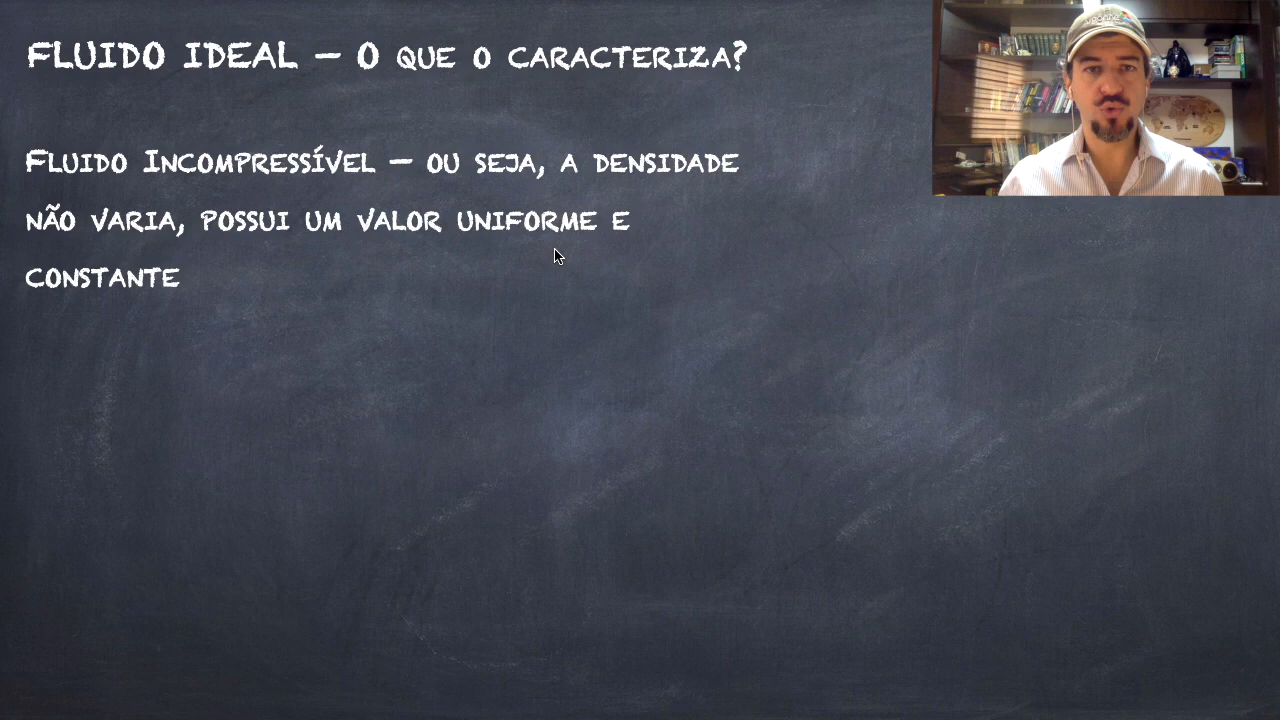 FLUIDO IDEAL – O QUE O CARACTERIZA?
FLUIDO INCOMPRESSÍVEL – OU SEJA, A DENSIDADE
NÃO VARIA, POSSUI UM VALOR UNIFORME E
CONSTANTE